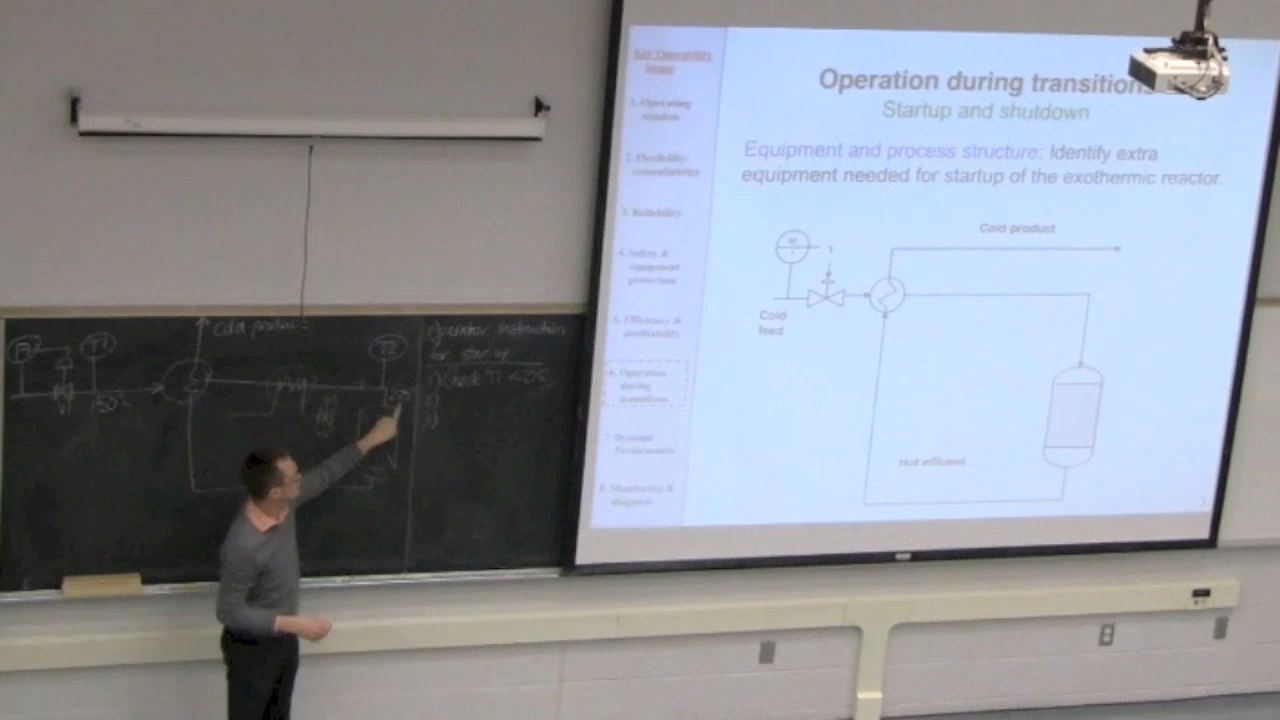 Operation during transitions
Startup and shutdown
Equipment and process structure: Identify extra
equipment needed for startup of the exothermic reactor.
Cold product
Cold
feed
Hot effluent
Key Operability
Issues
1. Operating
window
2. Flexibility/
controllability
3. Reliability
4. Safety &
equipment
protection
5. Efficiency &
profitability
6. Operation
during
transitions
7. Dynamic
Performance
8. Monitoring &
diagnosis
3
cold product
T1
T2
150°
Operator instruction
for startup
1) Check T1
2)
3)